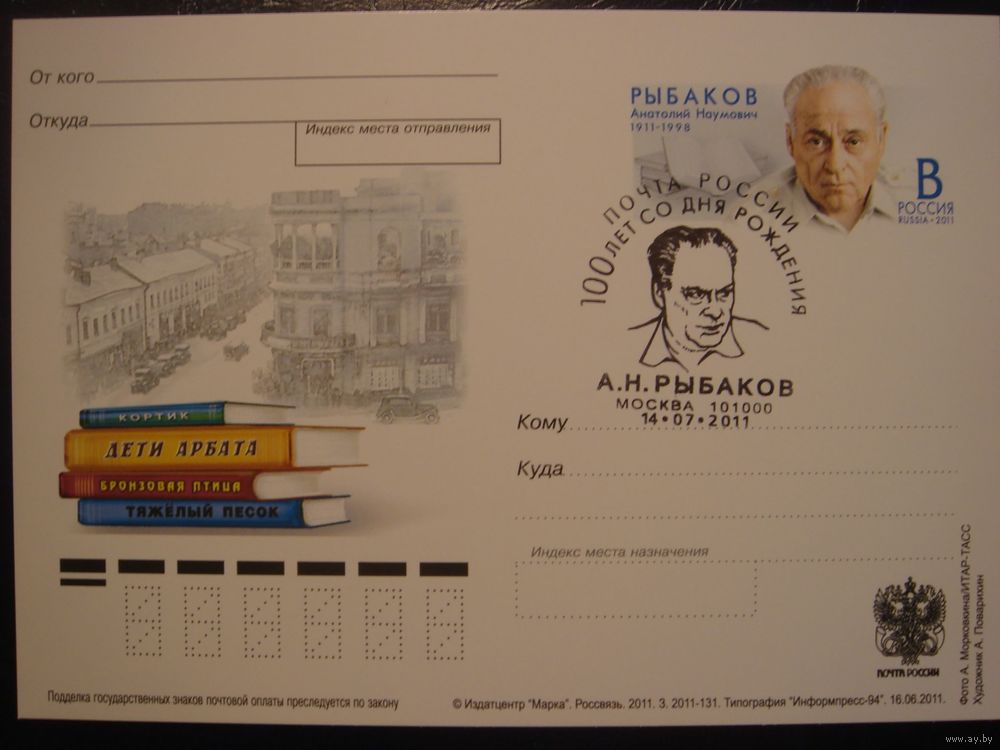 От кого
Откуда
Индекс места отправления
РЫБАКОВ
Анатолий Наумович
1911-1998
В
РОССИЯ
RUSSIA • 2011
ПОЧТА РОССИИ
100 ЛЕТ СО ДНЯ РОЖДЕНИЯ
А.Н.РЫБАКОВ
МОСКВА 101000
14•07•2011
КОРТИК
ДЕТИ АРБАТА
БРОНЗОВАЯ ПТИЦА
ТЯЖЁЛЫЙ ПЕСОК
Кому
Куда
Индекс места назначения
ПОЧТА РОССИИ
Фото А. Морковкина/ИТАР-ТАСС
Художник А. Поварихин
Подделка государственных знаков почтовой оплаты преследуется по закону
© Издатцентр "Марка". Россвязь. 2011. З. 2011-131. Типография "Информпресс-94". 16.06.2011.
www.ay.by